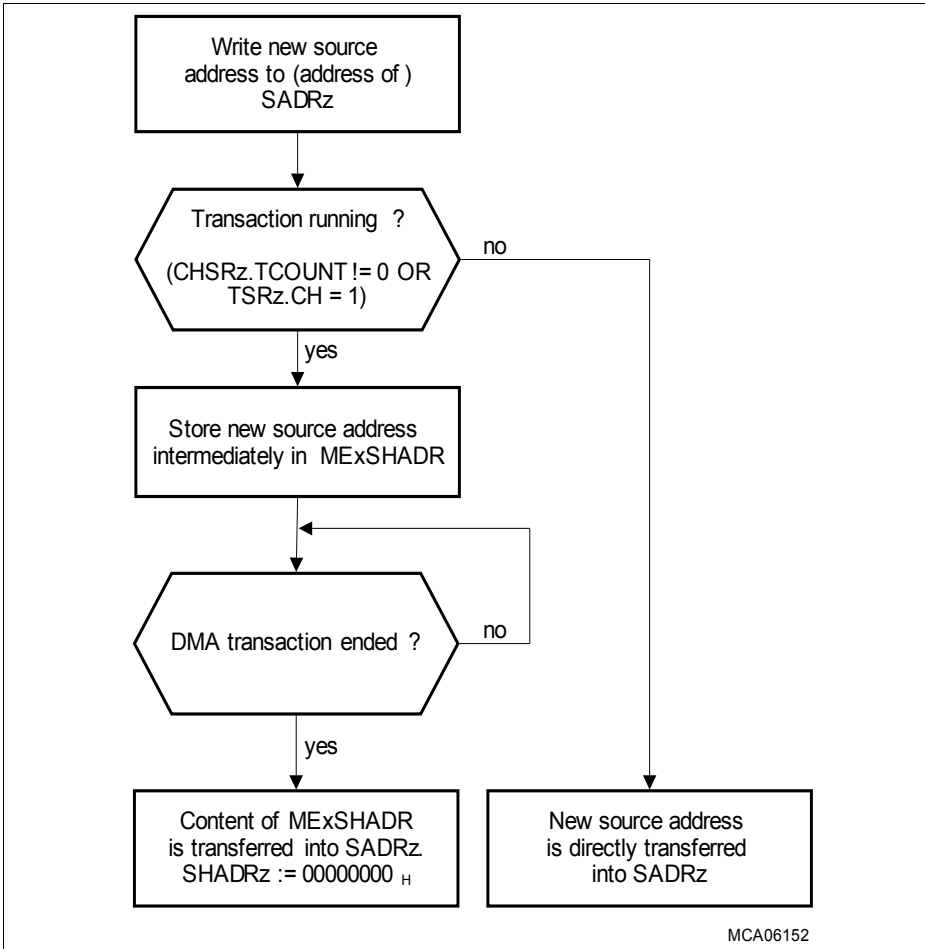 Write new source
address to (address of )
SADRz
Transaction running ?
(CHSRz.TCOUNT != 0 OR
TSRz.CH = 1)
no
yes
Store new source address
intermediately in MExSHADR
DMA transaction ended ?
no
yes
Content of MExSHADR
is transferred into SADRz.
SHADRz := 00000000 H
New source address
is directly transferred
into SADRz
MCA06152